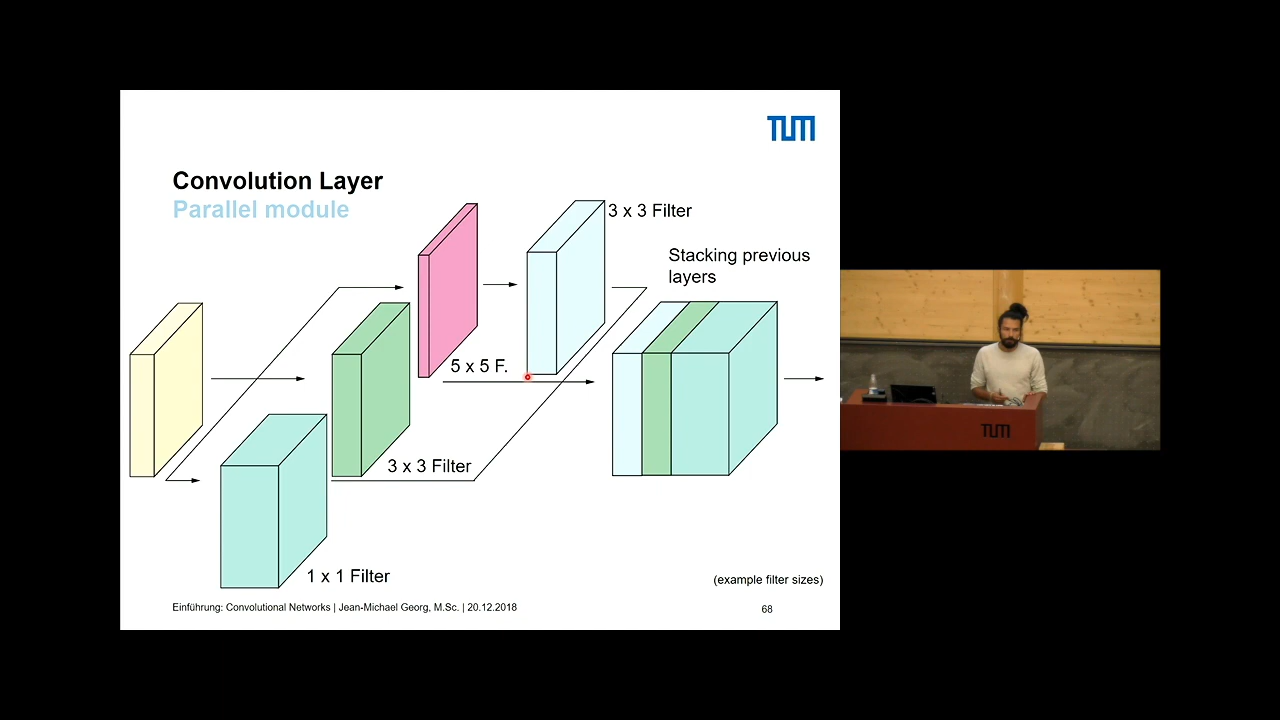 TUM
Convolution Layer
Parallel module
3 x 3 Filter
Stacking previous
layers
5 x 5 F.
3 x 3 Filter
1 x 1 Filter
(example filter sizes)
Einführung: Convolutional Networks | Jean-Michael Georg, M.Sc. | 20.12.2018
68
TUM